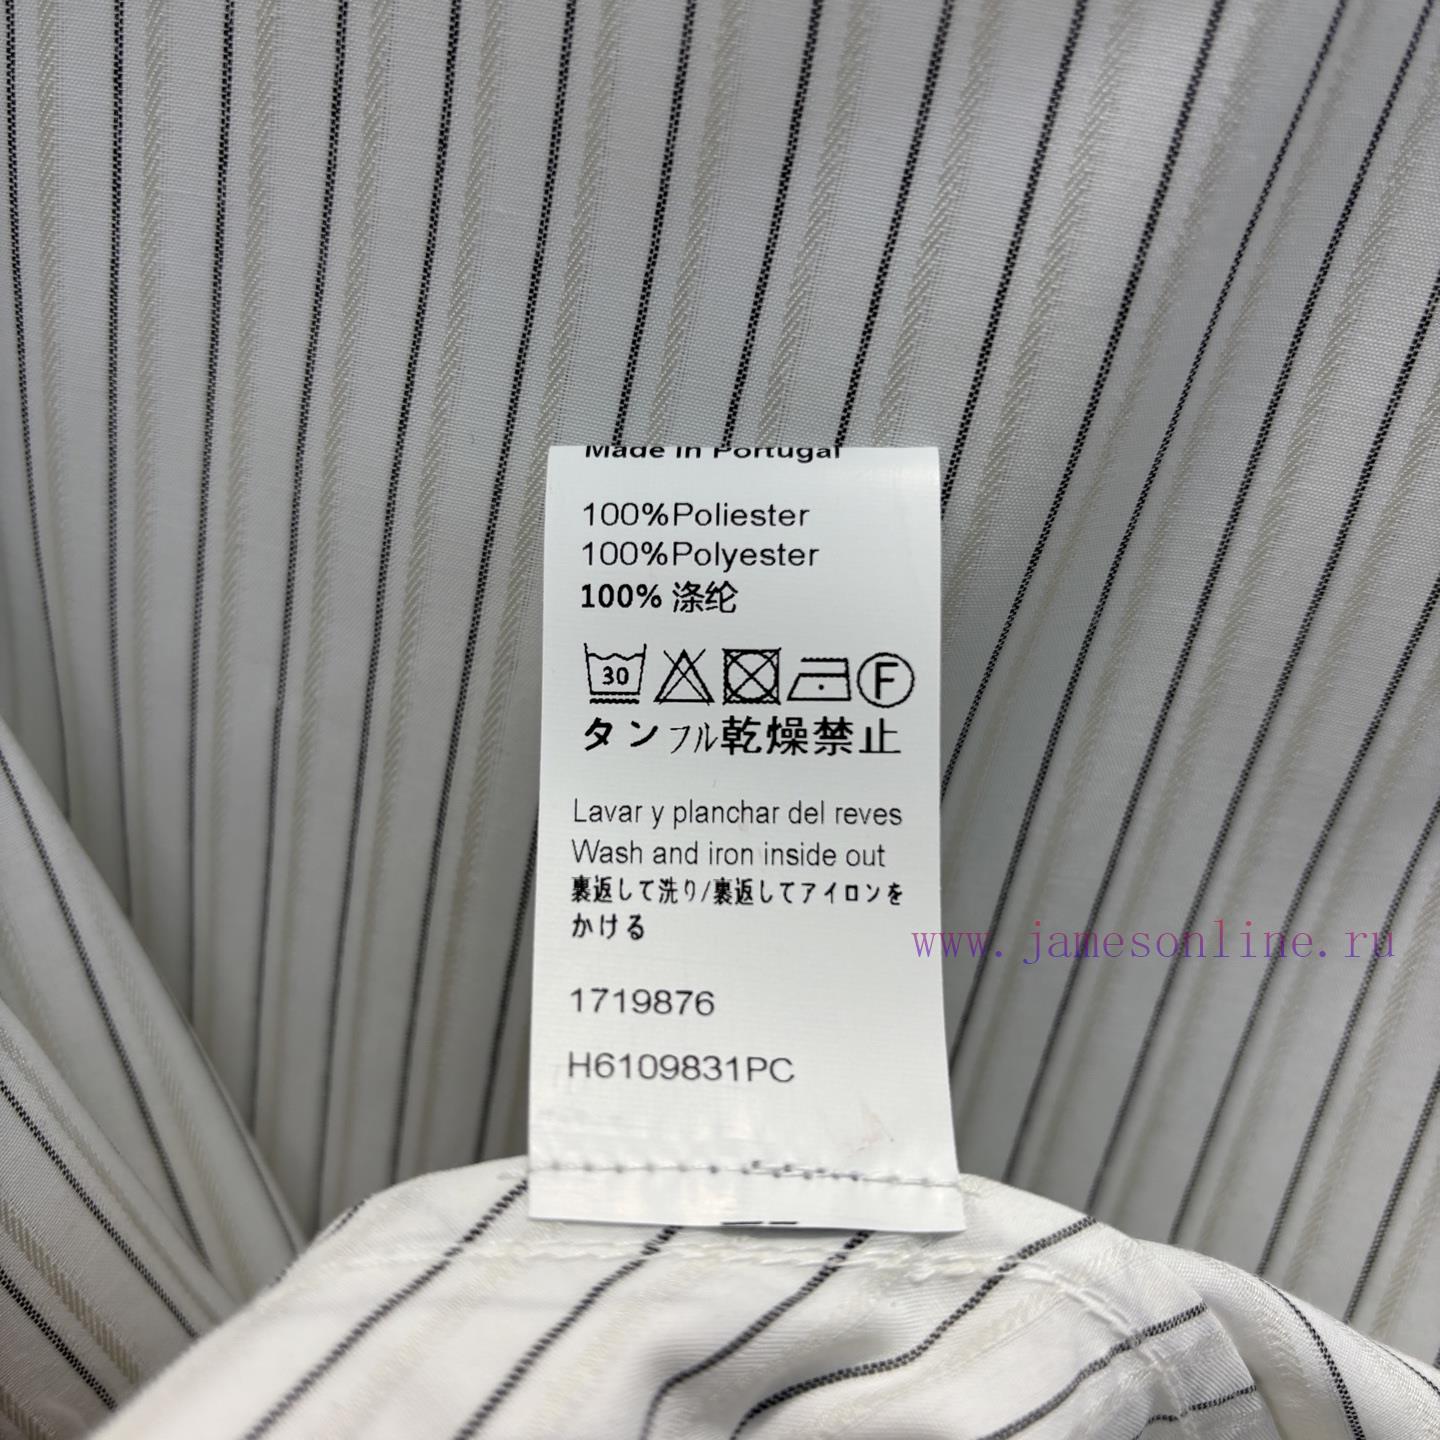 Made in Portugal
100%Poliester
100%Polyester
100% 涤纶
30
F
タンフル乾燥禁止
Lavar y planchar del reves
Wash and iron inside out
裏返して洗り/裏返してアイロンを
かける
www.jamesonline.ru
1719876
H6109831PC